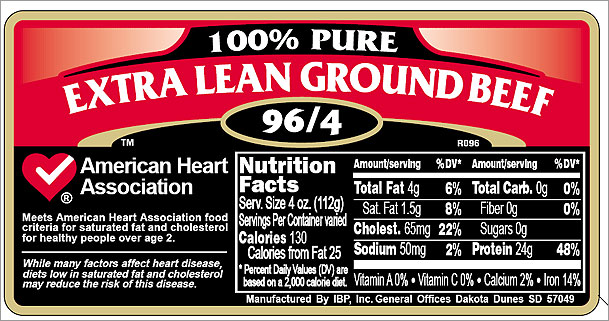 100% PURE
EXTRA LEAN GROUND BEEF
96/4
TM
R096
American Heart
Association
®
Meets American Heart Association food
criteria for saturated fat and cholesterol
for healthy people over age 2.
While many factors affect heart disease,
diets low in saturated fat and cholesterol
may reduce the risk of this disease.
Nutrition
Facts
Serv. Size 4 oz. (112g)
Servings Per Container varied
Calories 130
Calories from Fat 25
* Percent Daily Values (DV) are
based on a 2,000 calorie diet.
Amount/serving %DV* Amount/serving %DV*
Total Fat 4g 6% Total Carb. 0g 0%
Sat. Fat 1.5g 8% Fiber 0g 0%
Cholest. 65mg 22% Sugars 0g
Sodium 50mg 2% Protein 24g 48%
Vitamin A 0% • Vitamin C 0% • Calcium 2% • Iron 14%
Manufactured By IBP, Inc. General Offices Dakota Dunes SD 57049